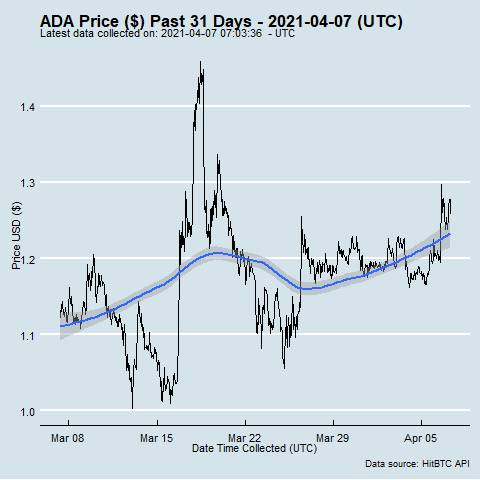 ADA Price ($) Past 31 Days - 2021-04-07 (UTC)
Latest data collected on: 2021-04-07 07:03:36 - UTC
1.4
1.3
1.2
1.1
1.0
Price USD ($)
Mar 08 Mar 15 Mar 22 Mar 29 Apr 05
Date Time Collected (UTC)
Data source: HitBTC API